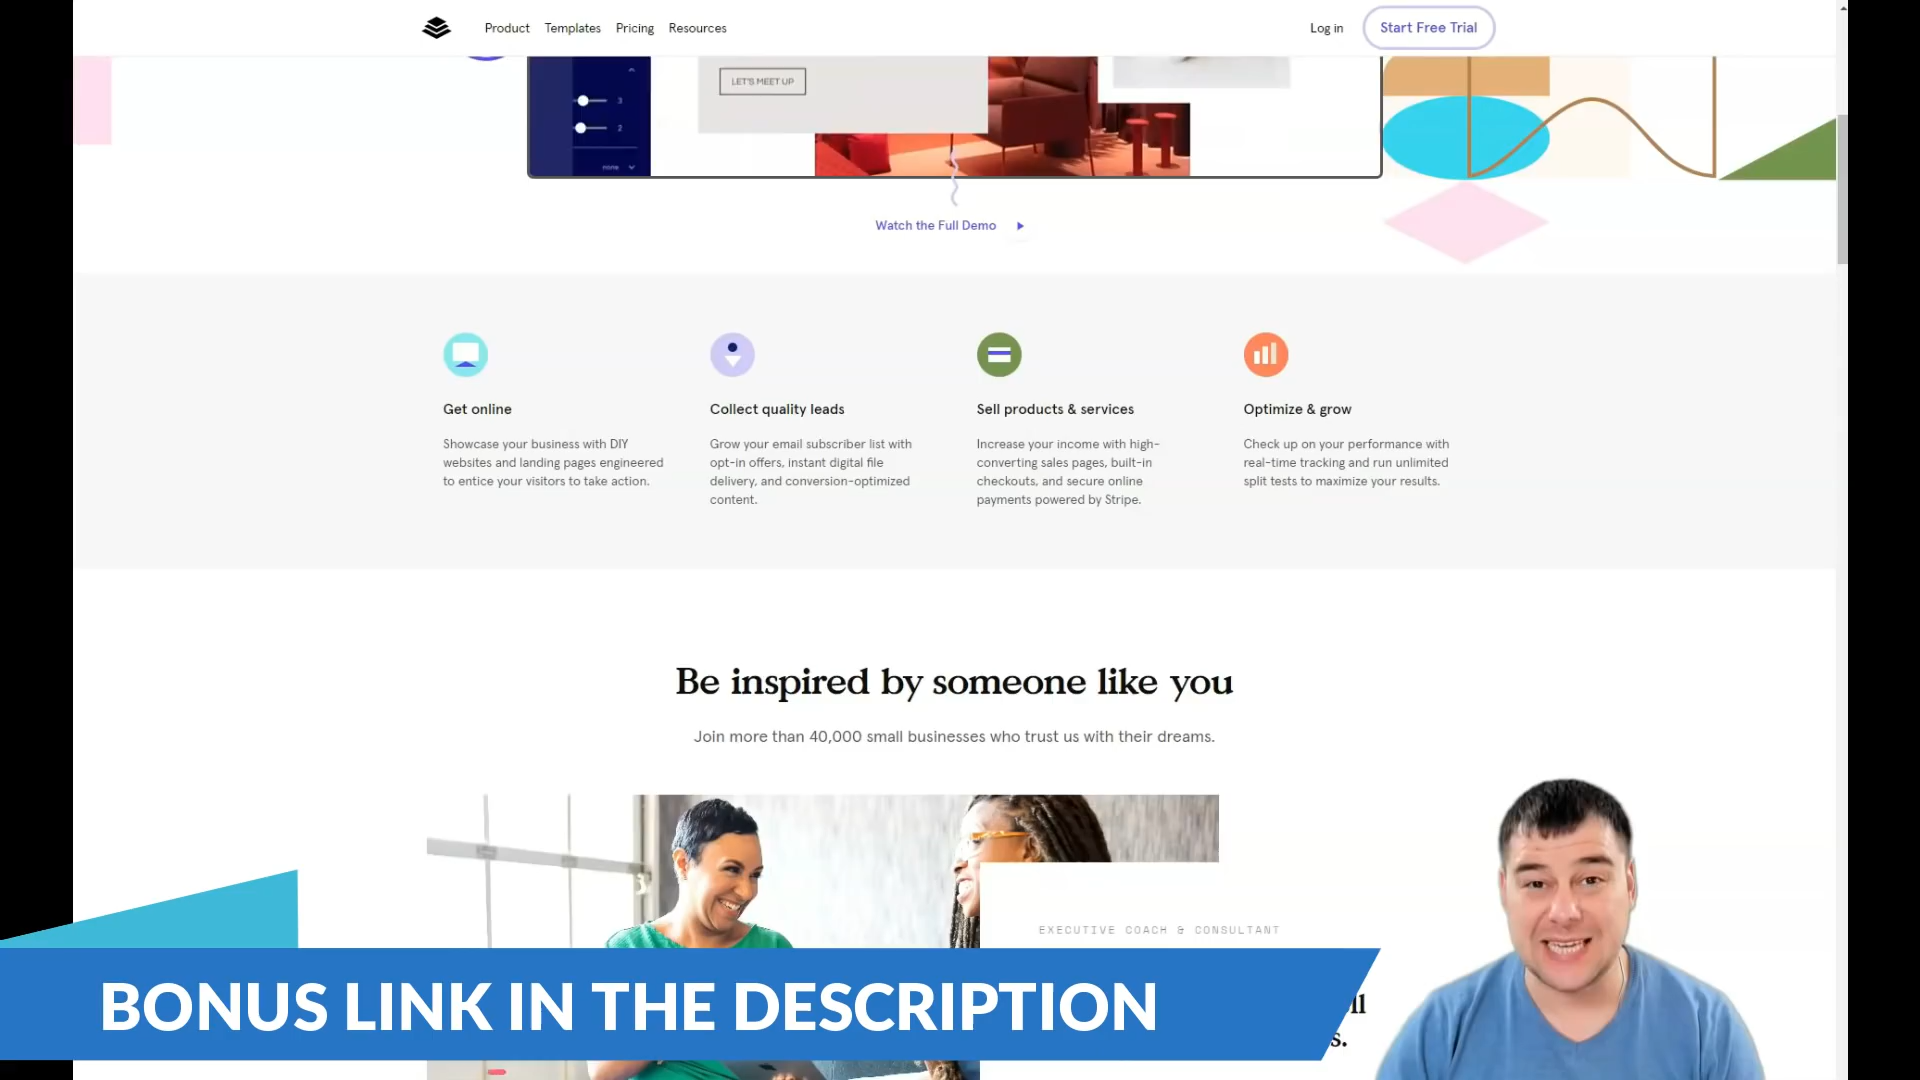 Product Templates Pricing Resources Log in Start Free Trial
LET'S MEET UP
3
2
none
Watch the Full Demo
Get online
Showcase your business with DIY
websites and landing pages engineered
to entice your visitors to take action.
Collect quality leads
Grow your email subscriber list with
opt-in offers, instant digital file
delivery, and conversion-optimized
content.
Sell products & services
Increase your income with high-
converting sales pages, built-in
checkouts, and secure online
payments powered by Stripe.
Optimize & grow
Check up on your performance with
real-time tracking and run unlimited
split tests to maximize your results.
Be inspired by someone like you
Join more than 40,000 small businesses who trust us with their dreams.
EXECUTIVE COACH & CONSULTANT
BONUS LINK IN THE DESCRIPTION